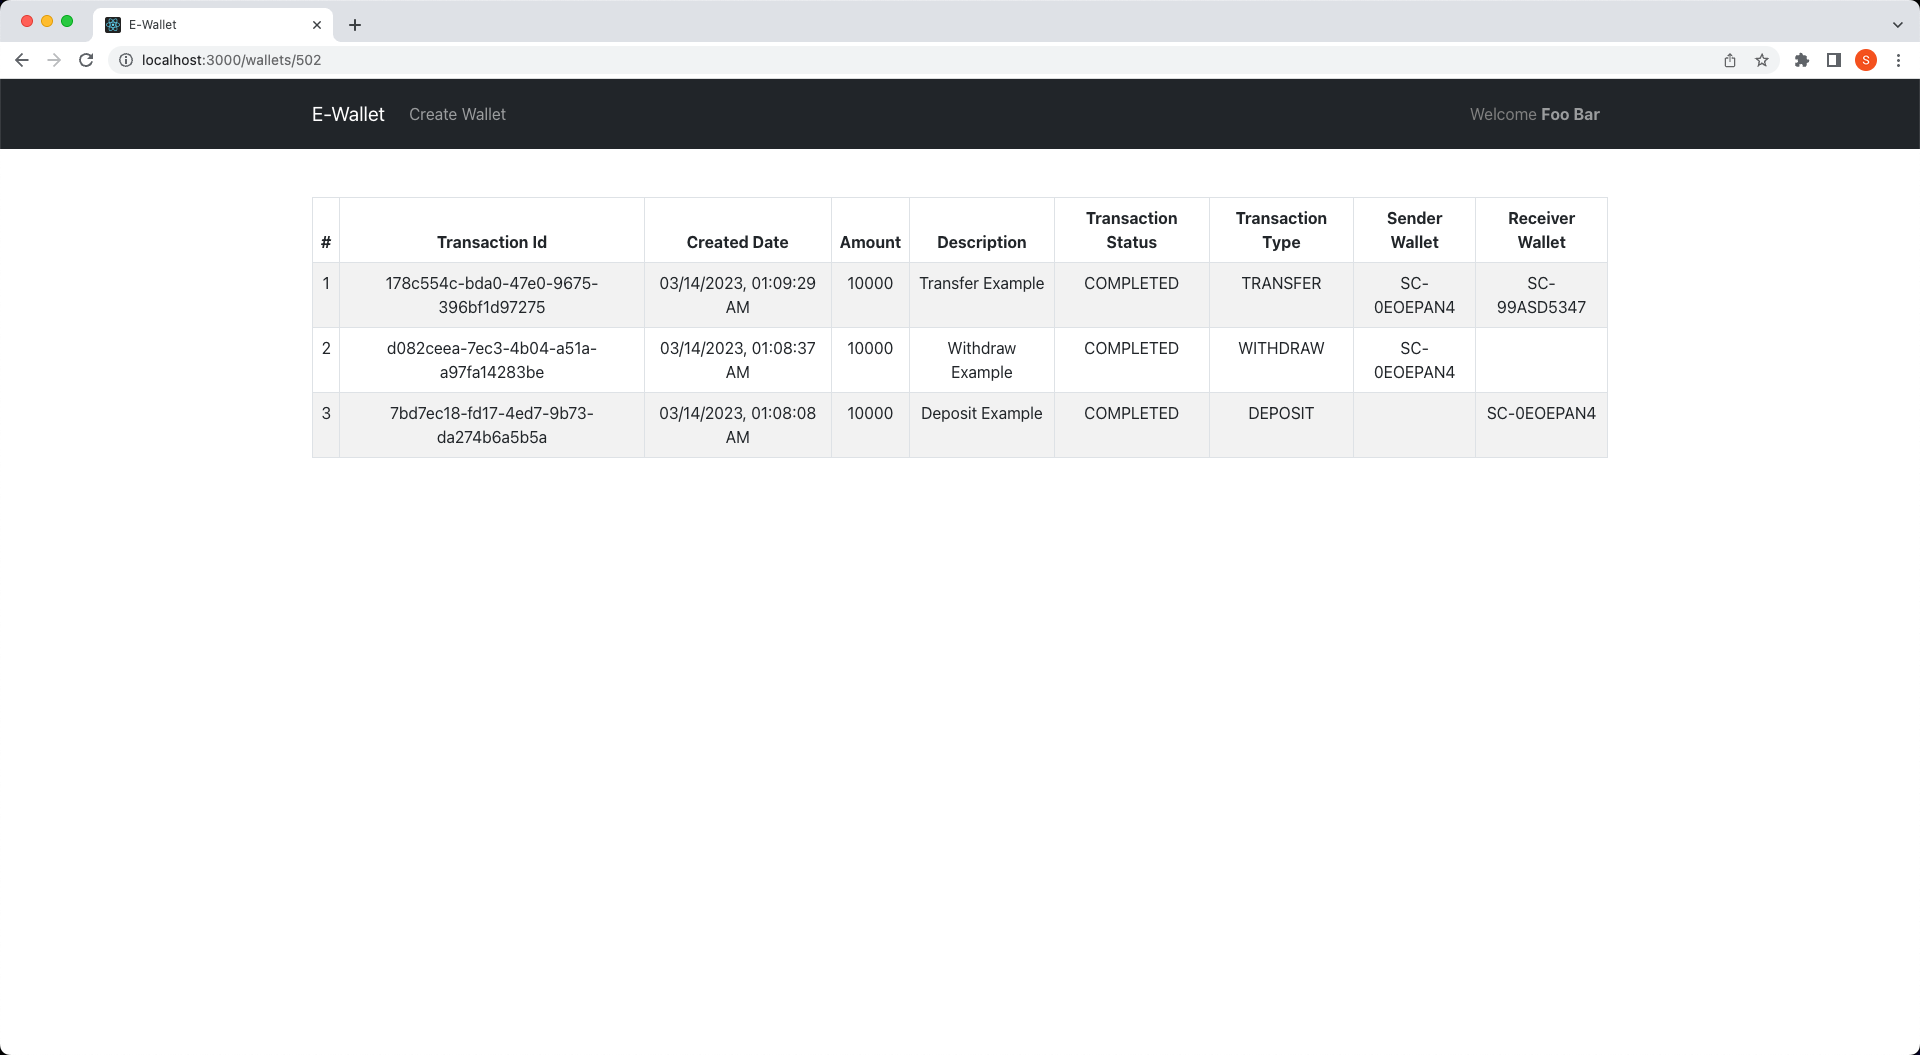 E-Wallet
localhost:3000/wallets/502
S
E-Wallet Create Wallet Welcome Foo Bar
# Transaction Id Created Date Amount Description Transaction Status Transaction Type Sender Wallet Receiver Wallet
1 178c554c-bda0-47e0-9675-396bf1d97275 03/14/2023, 01:09:29 AM 10000 Transfer Example COMPLETED TRANSFER SC-0EOEPAN4 SC-99ASD5347
2 d082ceea-7ec3-4b04-a51a-a97fa14283be 03/14/2023, 01:08:37 AM 10000 Withdraw Example COMPLETED WITHDRAW SC-0EOEPAN4
3 7bd7ec18-fd17-4ed7-9b73-da274b6a5b5a 03/14/2023, 01:08:08 AM 10000 Deposit Example COMPLETED DEPOSIT SC-0EOEPAN4